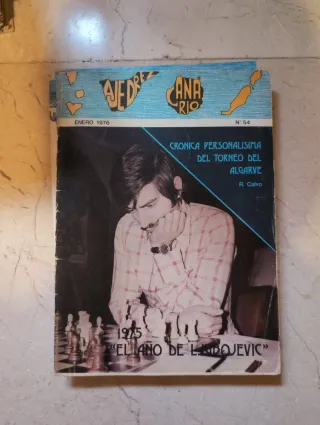 AJEDREZ
CANARIO
ENERO 1976
Nº 54
CRONICA PERSONALISIMA
DEL TORNEO DEL
ALGARVE
R. Calvo
1975
"EL AÑO DE LJUBOJEVIC"